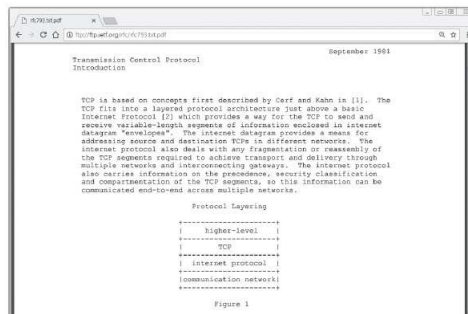 rfc793.txt.pdf
ftp://ftp.ietf.org/rfc/rfc793.txt.pdf
September 1981
Transmission Control Protocol
Introduction
TCP is based on concepts first described by Cerf and Kahn in [1]. The
TCP fits into a layered protocol architecture just above a basic
Internet Protocol [2] which provides a way for the TCP to send and
receive variable-length segments of information enclosed in internet
datagram "envelopes". The internet datagram provides a means for
addressing source and destination TCPs in different networks. The
internet protocol also deals with any fragmentation or reassembly of
the TCP segments required to achieve transport and delivery through
multiple networks and interconnecting gateways. The internet protocol
also carries information on the precedence, security classification
and compartmentation of the TCP segments, so this information can be
communicated end-to-end across multiple networks.
Protocol Layering
+---------------------+
| higher-level |
+---------------------+
| TCP |
+---------------------+
| internet protocol |
+---------------------+
|communication network|
+---------------------+
Figure 1